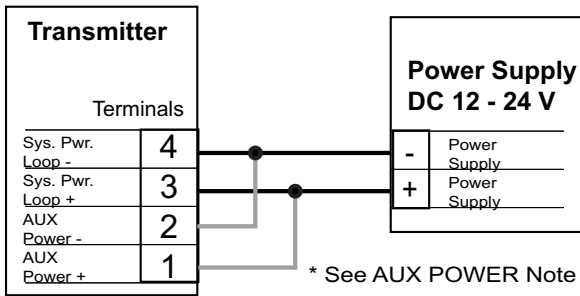 Transmitter
Terminals
Sys. Pwr.
Loop -
4
Sys. Pwr.
Loop +
3
AUX
Power -
2
AUX
Power +
1
Power Supply
DC 12 - 24 V
-
Power
Supply
+
Power
Supply
* See AUX POWER Note